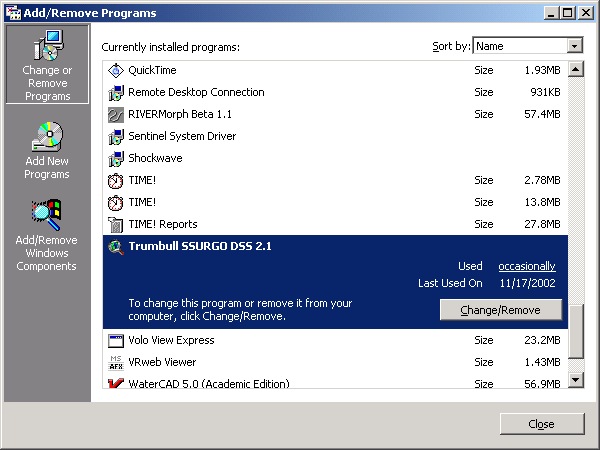 Add/Remove Programs
Change or
Remove
Programs
Add New
Programs
Add/Remove
Windows
Components
Currently installed programs:
Sort by: Name
QuickTime Size 1.93MB
Remote Desktop Connection Size 931KB
RIVERMorph Beta 1.1 Size 57.4MB
Sentinel System Driver
Shockwave
TIME! Size 2.78MB
TIME! Size 13.8MB
TIME! Reports Size 27.8MB
Trumbull SSURGO DSS 2.1
Used occasionally
Last Used On 11/17/2002
To change this program or remove it from your
computer, click Change/Remove.
Change/Remove
Volo View Express Size 23.2MB
MS
AFX
VRweb Viewer Size 1.43MB
WaterCAD 5.0 (Academic Edition) Size 56.9MB
Close